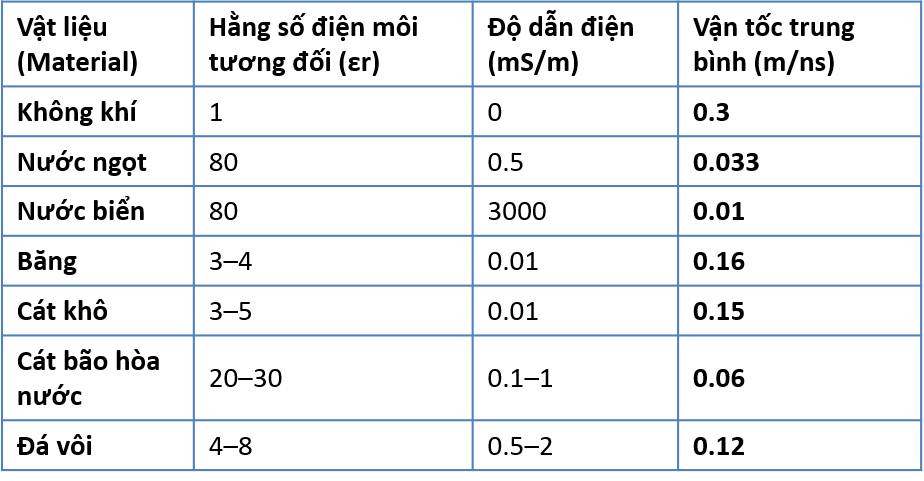 Vật liệu (Material) Hằng số điện môi tương đối (εr) Độ dẫn điện (mS/m) Vận tốc trung bình (m/ns)
Không khí 1 0 0.3
Nước ngọt 80 0.5 0.033
Nước biển 80 3000 0.01
Băng 3–4 0.01 0.16
Cát khô 3–5 0.01 0.15
Cát bão hòa nước 20–30 0.1–1 0.06
Đá vôi 4–8 0.5–2 0.12